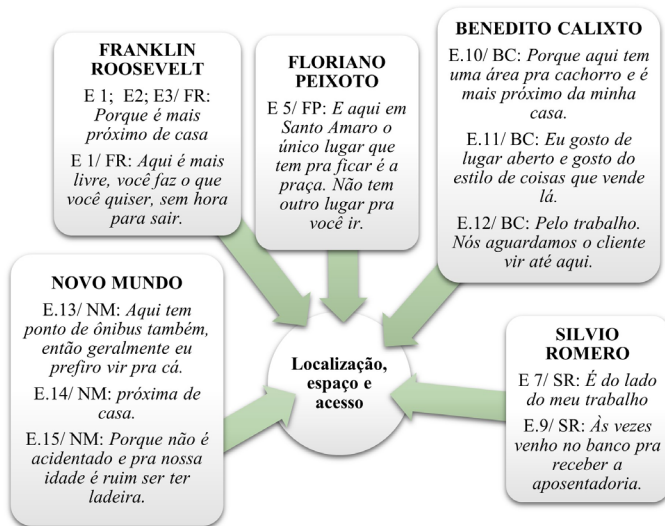 FRANKLIN
ROOSEVELT
E 1; E2; E3/ FR:
Porque é mais
próximo de casa
E 1/ FR: Aqui é mais
livre, você faz o que
você quiser, sem hora
para sair.
FLORIANO
PEIXOTO
E 5/ FP: E aqui em
Santo Amaro o
único lugar que
tem pra ficar é a
praça. Não tem
outro lugar pra
você ir.
BENEDITO CALIXTO
E.10/ BC: Porque aqui tem
uma área pra cachorro e é
mais próximo da minha
casa.
E.11/ BC: Eu gosto de
lugar aberto e gosto do
estilo de coisas que vende
lá.
E.12/ BC: Pelo trabalho.
Nós aguardamos o cliente
vir até aqui.
NOVO MUNDO
E.13/ NM: Aqui tem
ponto de ônibus também,
então geralmente eu
prefiro vir pra cá.
E.14/ NM: próxima de
casa.
E.15/ NM: Porque não é
acidentado e pra nossa
idade é ruim ser ter
ladeira.
Localização,
espaço e
acesso
SILVIO
ROMERO
E 7/ SR: É do lado
do meu trabalho
E.9/ SR: Às vezes
venho no banco pra
receber a
aposentadoria.